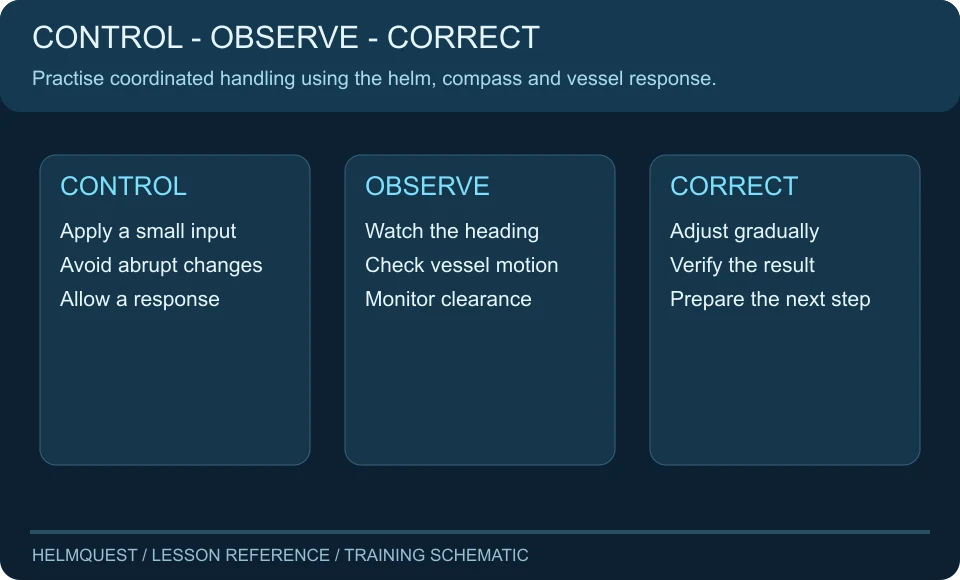 CONTROL - OBSERVE - CORRECT
Practise coordinated handling using the helm, compass and vessel response.
CONTROL
Apply a small input
Avoid abrupt changes
Allow a response
OBSERVE
Watch the heading
Check vessel motion
Monitor clearance
CORRECT
Adjust gradually
Verify the result
Prepare the next step
HELMQUEST / LESSON REFERENCE / TRAINING SCHEMATIC